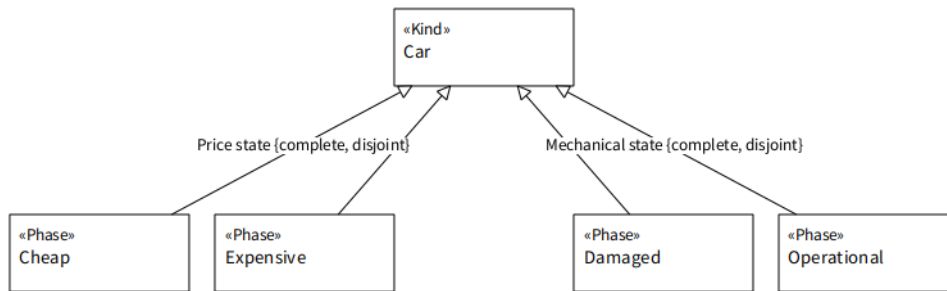 «Kind»
Car
Price state {complete, disjoint}
Mechanical state {complete, disjoint}
«Phase»
Cheap
«Phase»
Expensive
«Phase»
Damaged
«Phase»
Operational